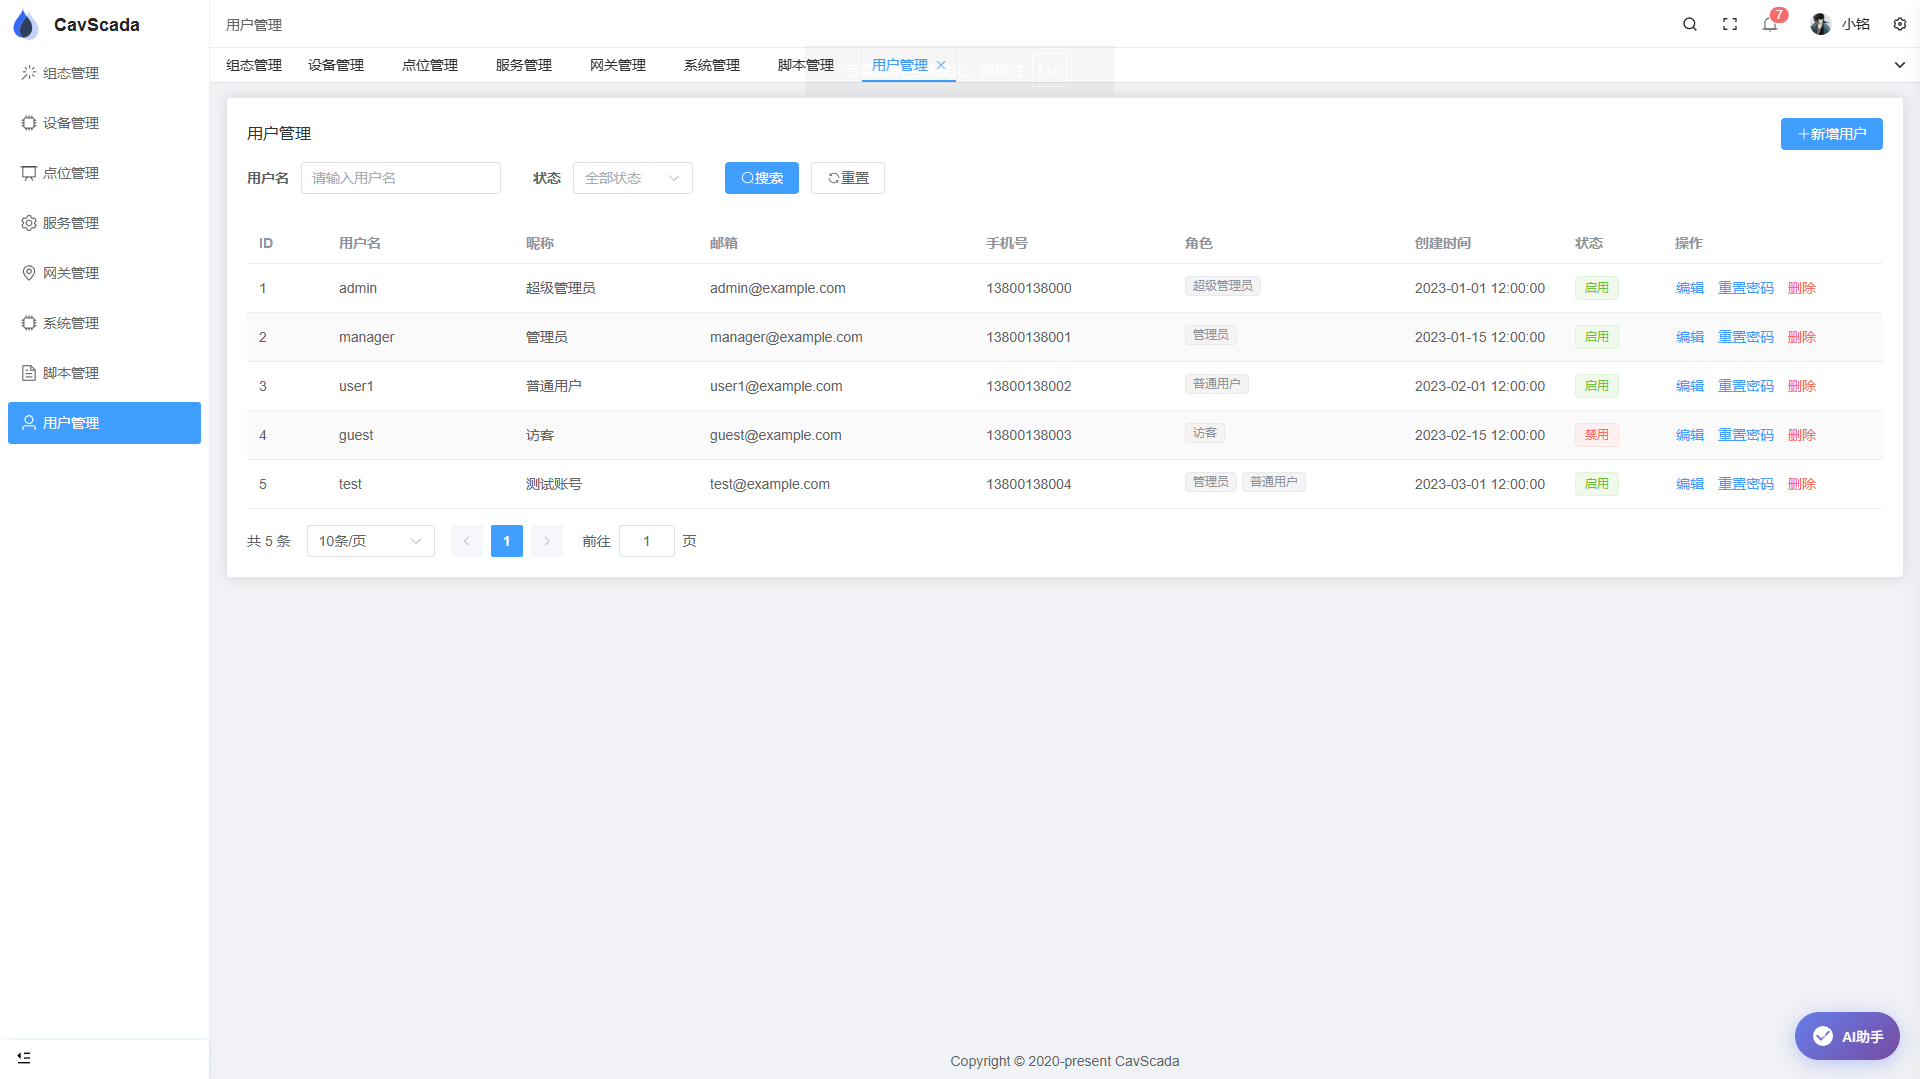 CavScada
用户管理
7
小铭
组态管理
设备管理
点位管理
服务管理
网关管理
系统管理
脚本管理
用户管理
组态管理 设备管理 点位管理 服务管理 网关管理 系统管理 脚本管理 用户管理
请按住 Esc
用户管理
+新增用户
用户名 请输入用户名 状态 全部状态 搜索 重置
ID 用户名 昵称 邮箱 手机号 角色 创建时间 状态 操作
1 admin 超级管理员 admin@example.com 13800138000 超级管理员 2023-01-01 12:00:00 启用 编辑 重置密码 删除
2 manager 管理员 manager@example.com 13800138001 管理员 2023-01-15 12:00:00 启用 编辑 重置密码 删除
3 user1 普通用户 user1@example.com 13800138002 普通用户 2023-02-01 12:00:00 启用 编辑 重置密码 删除
4 guest 访客 guest@example.com 13800138003 访客 2023-02-15 12:00:00 禁用 编辑 重置密码 删除
5 test 测试账号 test@example.com 13800138004 管理员 普通用户 2023-03-01 12:00:00 启用 编辑 重置密码 删除
共 5 条 10条/页 1 前往 1 页
AI助手
Copyright © 2020-present CavScada